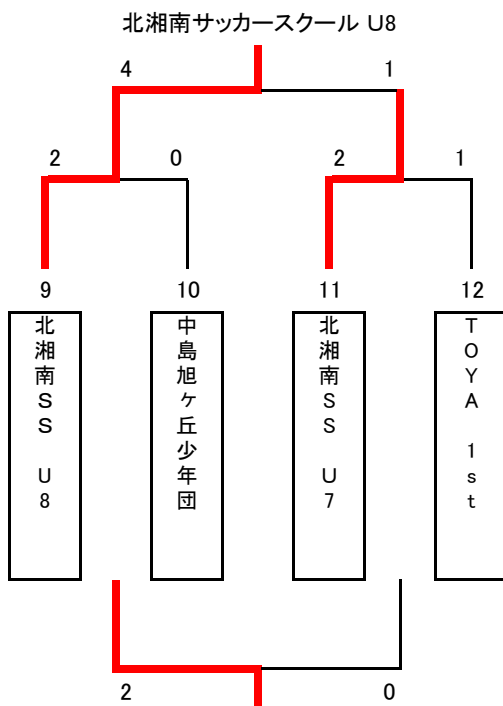 北湘南サッカースクール U8
4 1
2 0 2 1
9 10 11 12
北湘南SS U8
中島旭ヶ丘少年団
北湘南SS U7
TOYA 1st
2 0